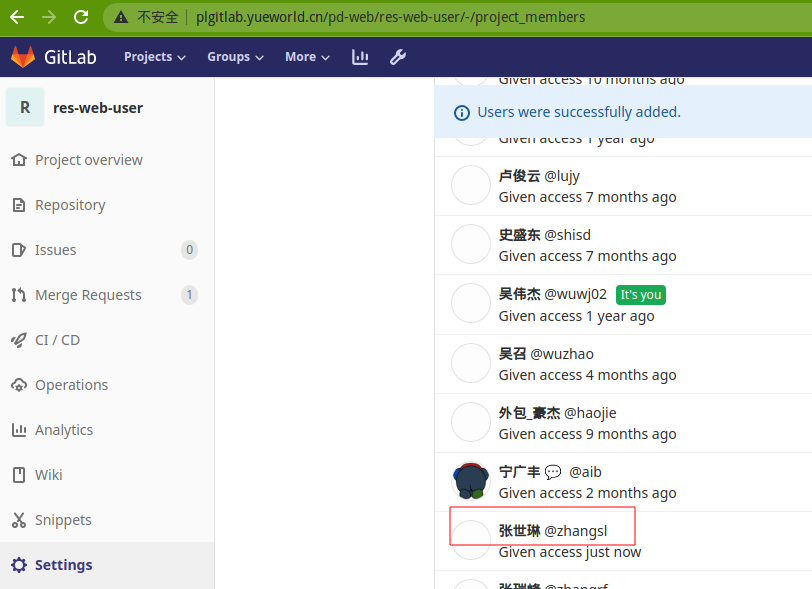 不安全 plgitlab.yueworld.cn/pd-web/res-web-user/-/project_members
GitLab Projects Groups More
R res-web-user
Project overview
Repository
Issues 0
Merge Requests 1
CI / CD
Operations
Analytics
Wiki
Snippets
Settings
Given access 10 months ago
Users were successfully added.
Given access 1 year ago
卢俊云 @lujy
Given access 7 months ago
史盛东 @shisd
Given access 7 months ago
吴伟杰 @wuwj02 It's you
Given access 1 year ago
吴召 @wuzhao
Given access 4 months ago
外包_豪杰 @haojie
Given access 9 months ago
宁广丰 💬 @aib
Given access 2 months ago
张世琳 @zhangsl
Given access just now